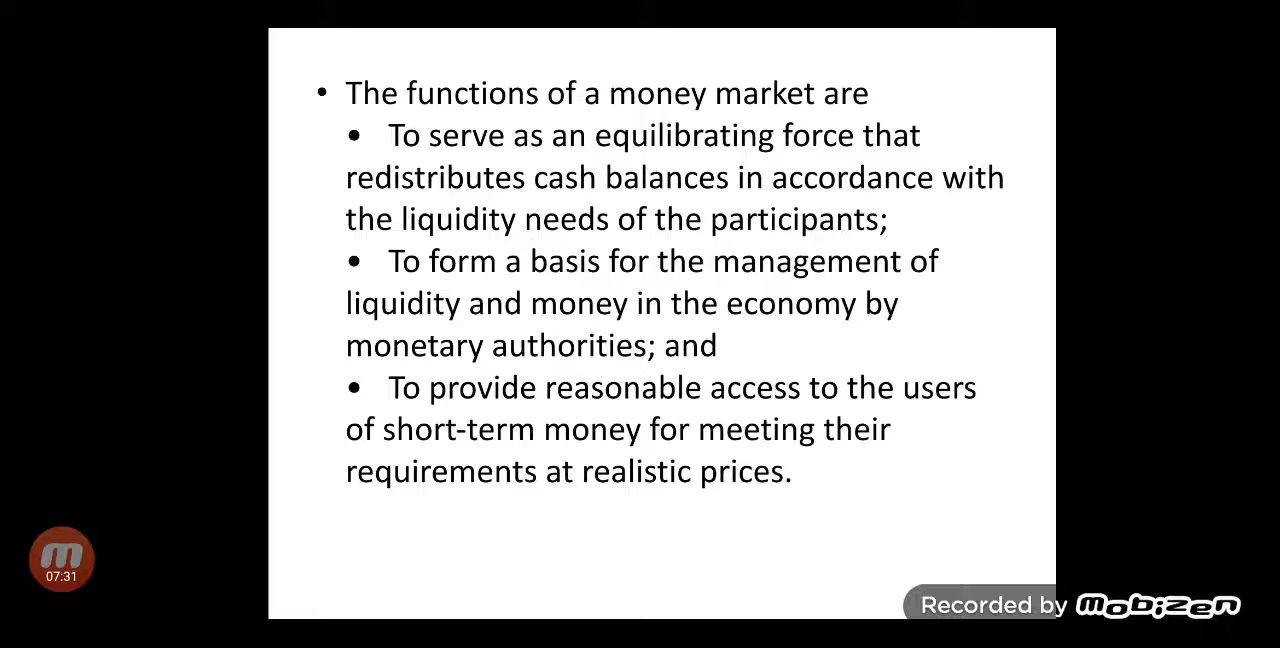 • The functions of a money market are
• To serve as an equilibrating force that
redistributes cash balances in accordance with
the liquidity needs of the participants;
• To form a basis for the management of
liquidity and money in the economy by
monetary authorities; and
• To provide reasonable access to the users
of short-term money for meeting their
requirements at realistic prices.
m
07:31
Recorded by mobizen